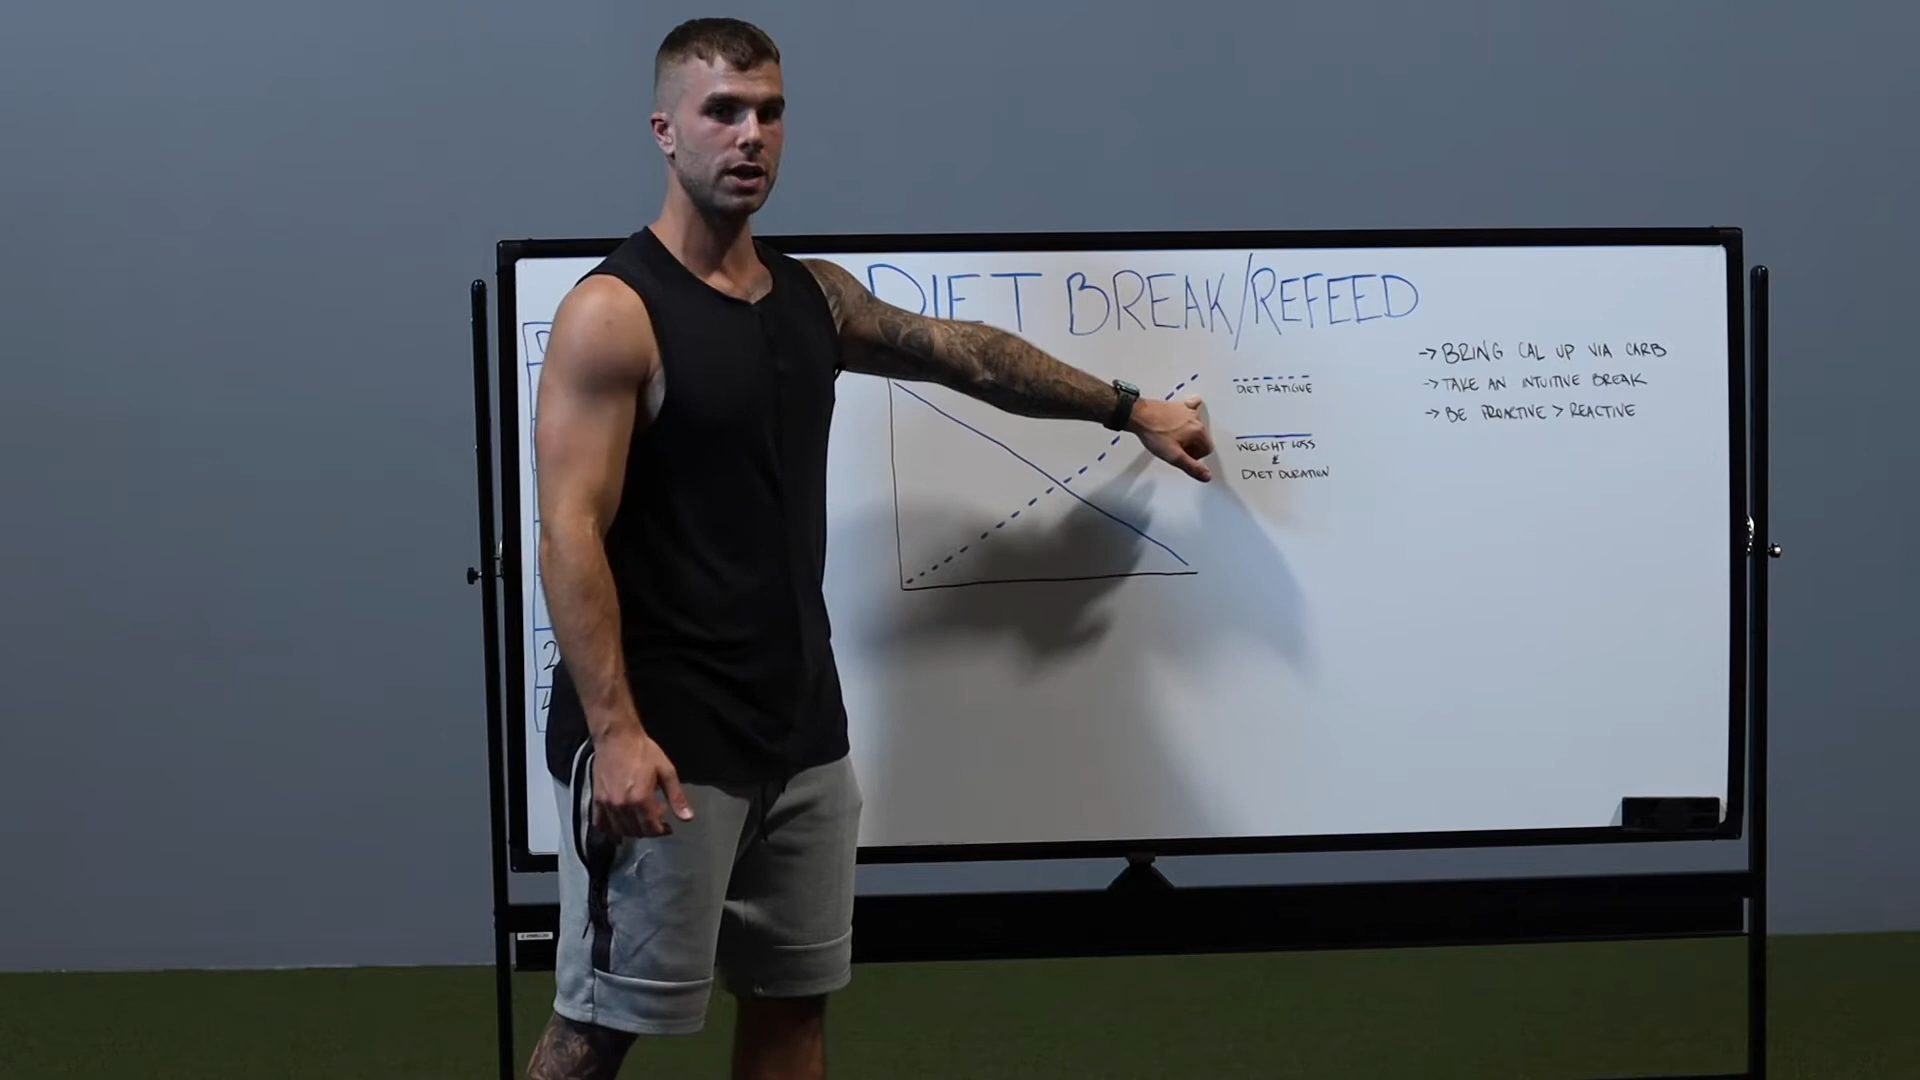 DIET BREAK/REFEED
DIET FATIGUE
WEIGHT LOSS
&
DIET DURATION
→ BRING CAL UP VIA CARB
→ TAKE AN INTUITIVE BREAK
→ BE PROACTIVE > REACTIVE
2